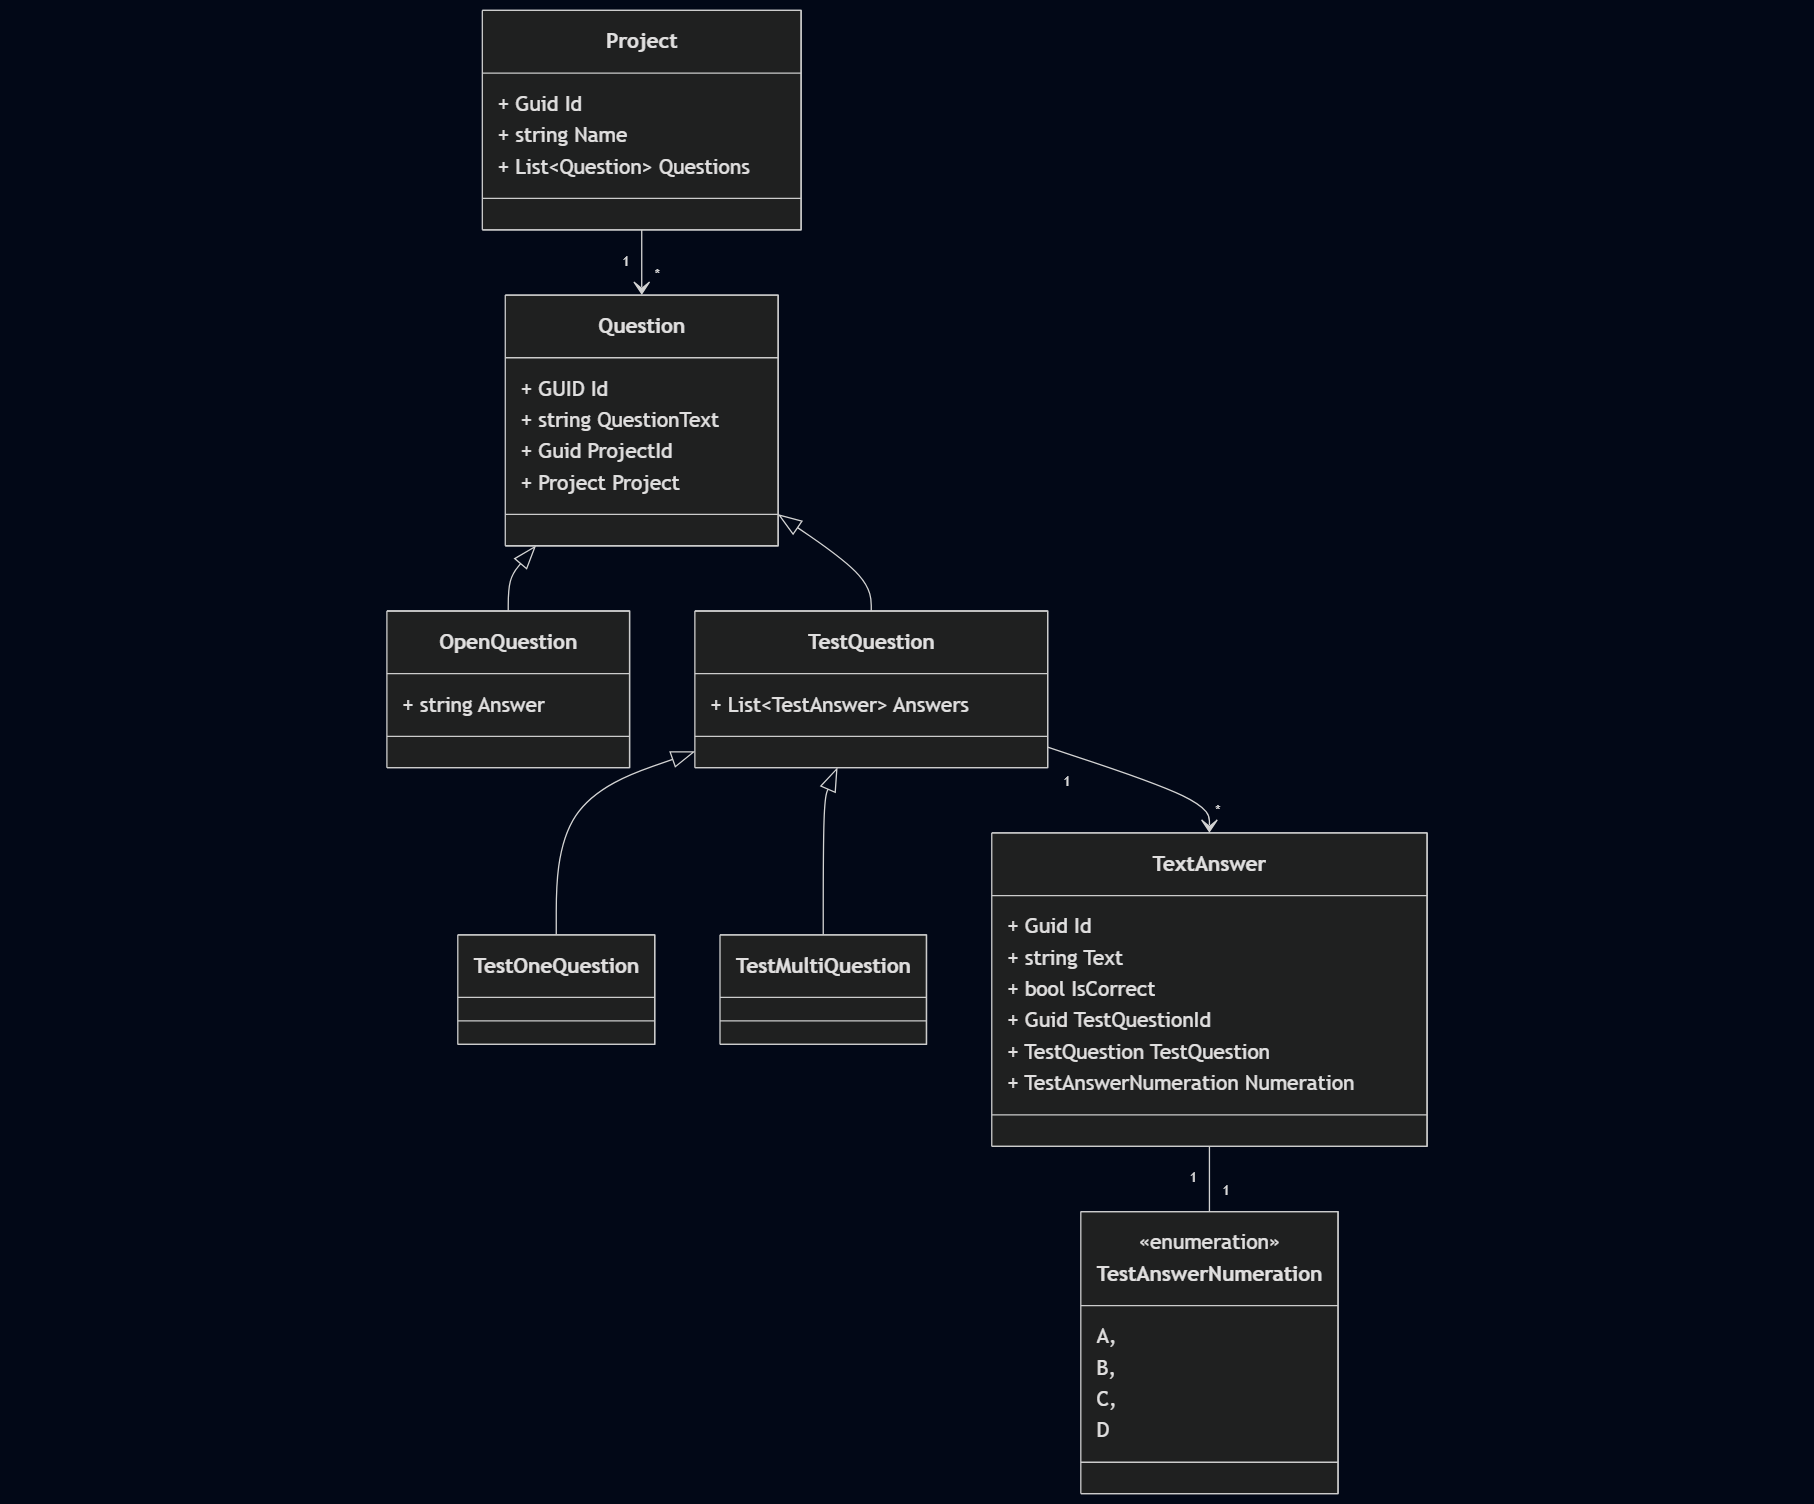 Project
+ Guid Id
+ string Name
+ List<Question> Questions
1
*
Question
+ GUID Id
+ string QuestionText
+ Guid ProjectId
+ Project Project
OpenQuestion
+ string Answer
TestQuestion
+ List<TestAnswer> Answers
1
*
TextAnswer
+ Guid Id
+ string Text
+ bool IsCorrect
+ Guid TestQuestionId
+ TestQuestion TestQuestion
+ TestAnswerNumeration Numeration
TestOneQuestion
TestMultiQuestion
1
1
«enumeration»
TestAnswerNumeration
A,
B,
C,
D